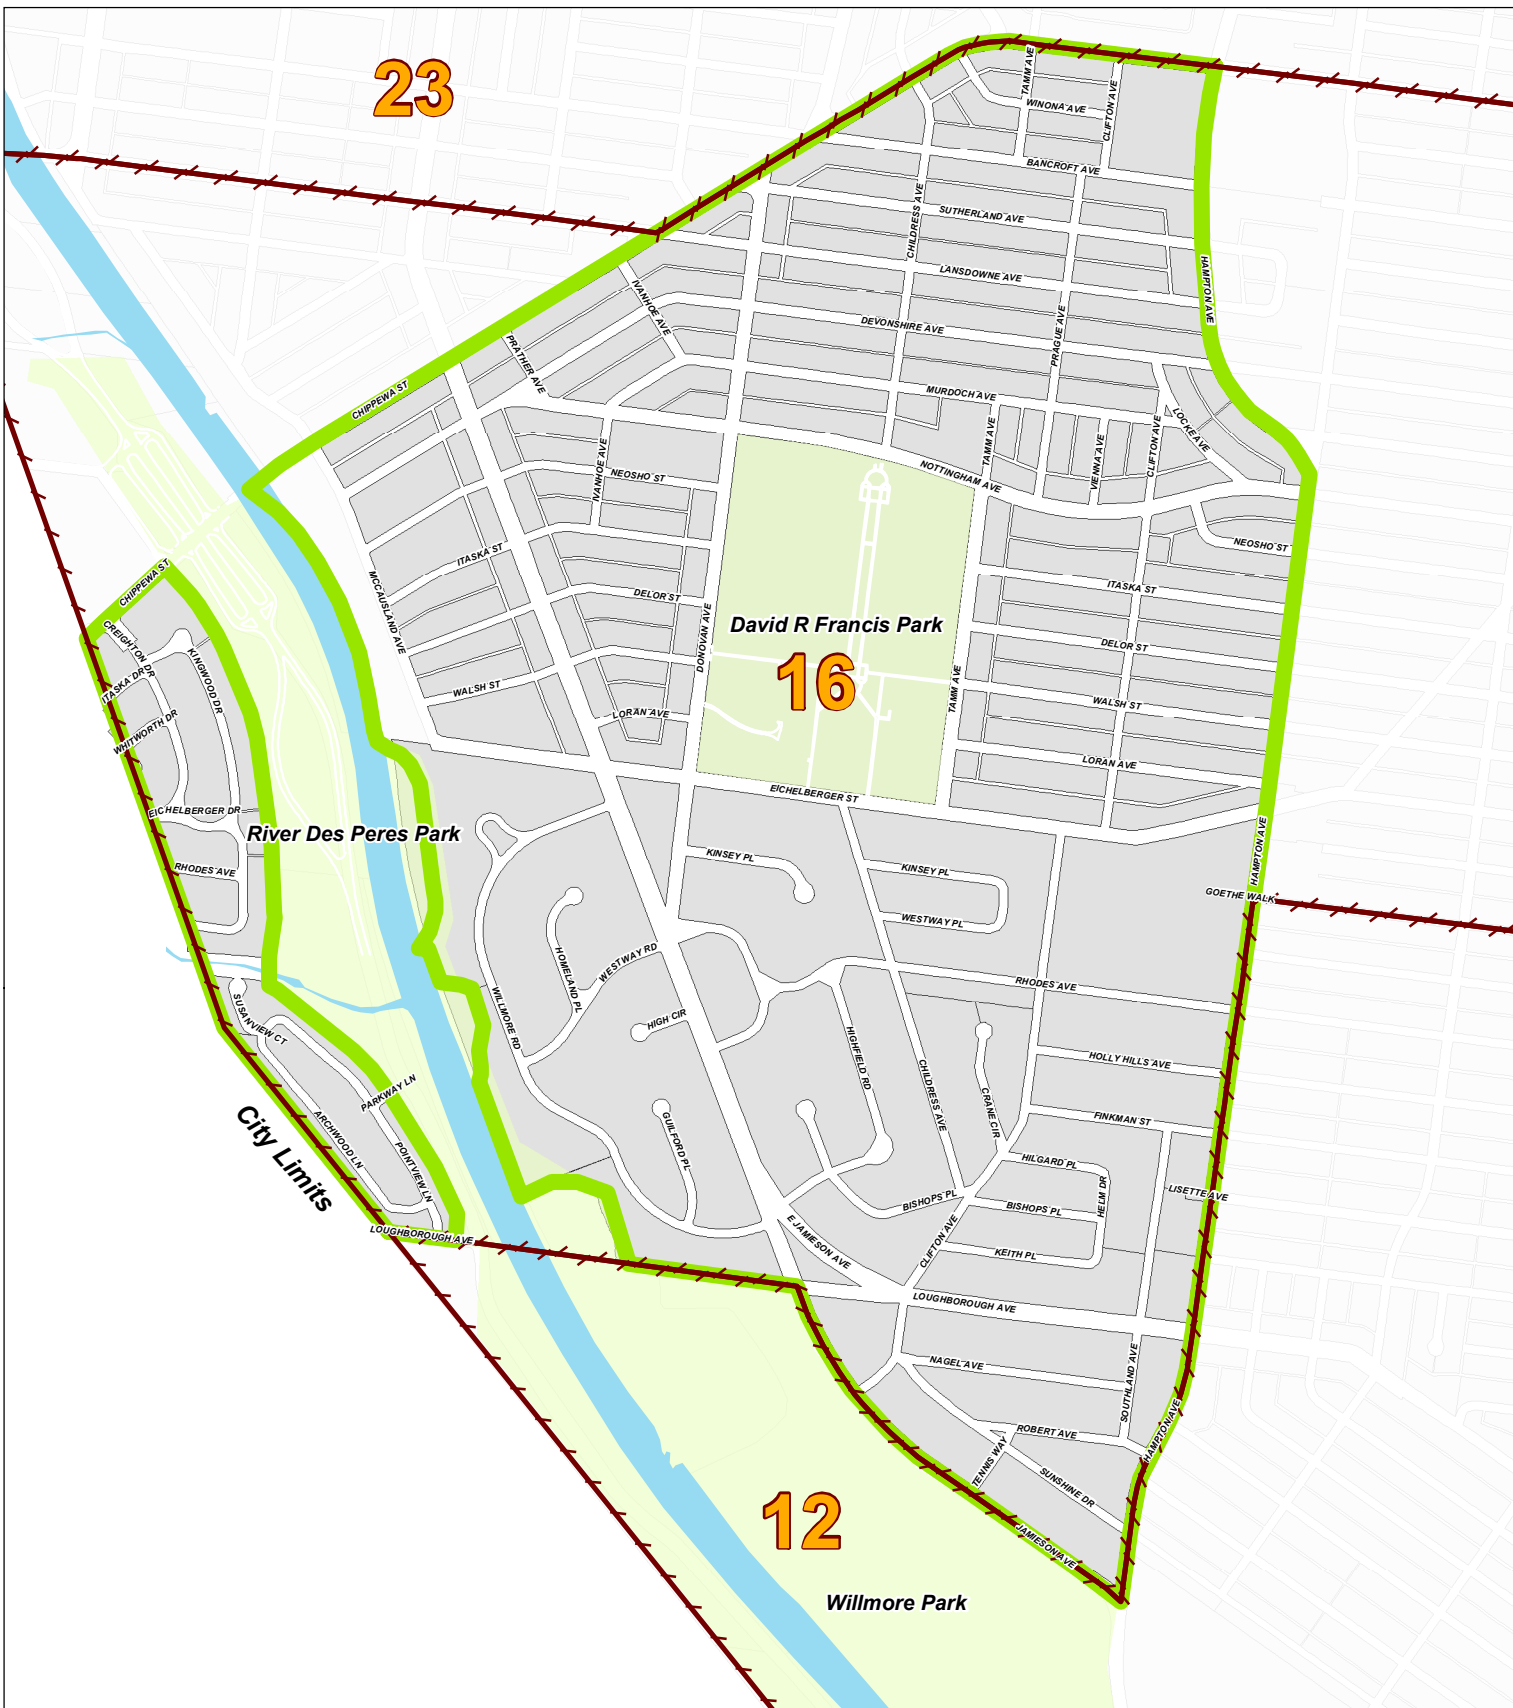 23
TAMM AVE
WINONA AVE
CLIFTON AVE
BANCROFT AVE
CHILDRESS AVE
SUTHERLAND AVE
LANSDOWNE AVE
HAMPTON AVE
IVANHOE AVE
DEVONSHIRE AVE
PRAGUE AVE
PRATHER AVE
CHIPPEWA ST
MURDOCH AVE
LOCKE AVE
TAMM AVE
CLIFTON AVE
VIENNA AVE
IVANHOE AVE
NEOSHO ST
NOTTINGHAM AVE
NEOSHO ST
ITASKA ST
CHIPPEWA ST
MCCAUSLAND AVE
DELOR ST
ITASKA ST
DONOVAN AVE
David R Francis Park
16
CREIGHTON DR
KINGWOOD DR
DELOR ST
ITASKA DR
WALSH ST
TAMM AVE
WALSH ST
WHITWORTH DR
LORAN AVE
LORAN AVE
EICHELBERGER ST
EICHELBERGER DR
River Des Peres Park
HAMPTON AVE
KINSEY PL
KINSEY PL
RHODES AVE
GOETHE WALK
WESTWAY PL
WESTWAY RD
HOMELAND PL
RHODES AVE
SUSANVIEW CT
WILLMORE RD
HIGH CIR
HIGHFIELD RD
HOLLY HILLS AVE
CHILDRESS AVE
CRANE CIR
PARKWAY LN
FINKMAN ST
City Limits
ARCHWOOD LN
GUILFORD PL
POINTVIEW LN
HILGARD PL
HELM DR
LISETTE AVE
BISHOPS PL
BISHOPS PL
LOUGHBOROUGH AVE
E JAMIESON AVE
CLIFTON AVE
KEITH PL
LOUGHBOROUGH AVE
NAGEL AVE
SOUTHLAND AVE
HAMPTON AVE
ROBERT AVE
TENNIS WAY
SUNSHINE DR
12
JAMIESON AVE
Willmore Park